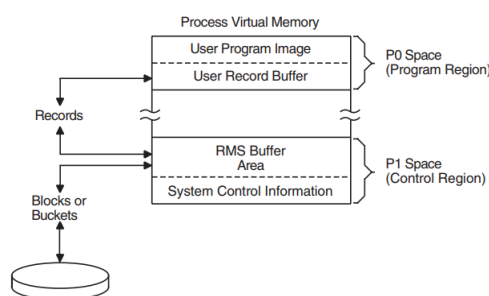 Process Virtual Memory
User Program Image
User Record Buffer
P0 Space
(Program Region)
Records
RMS Buffer
Area
System Control Information
P1 Space
(Control Region)
Blocks or
Buckets